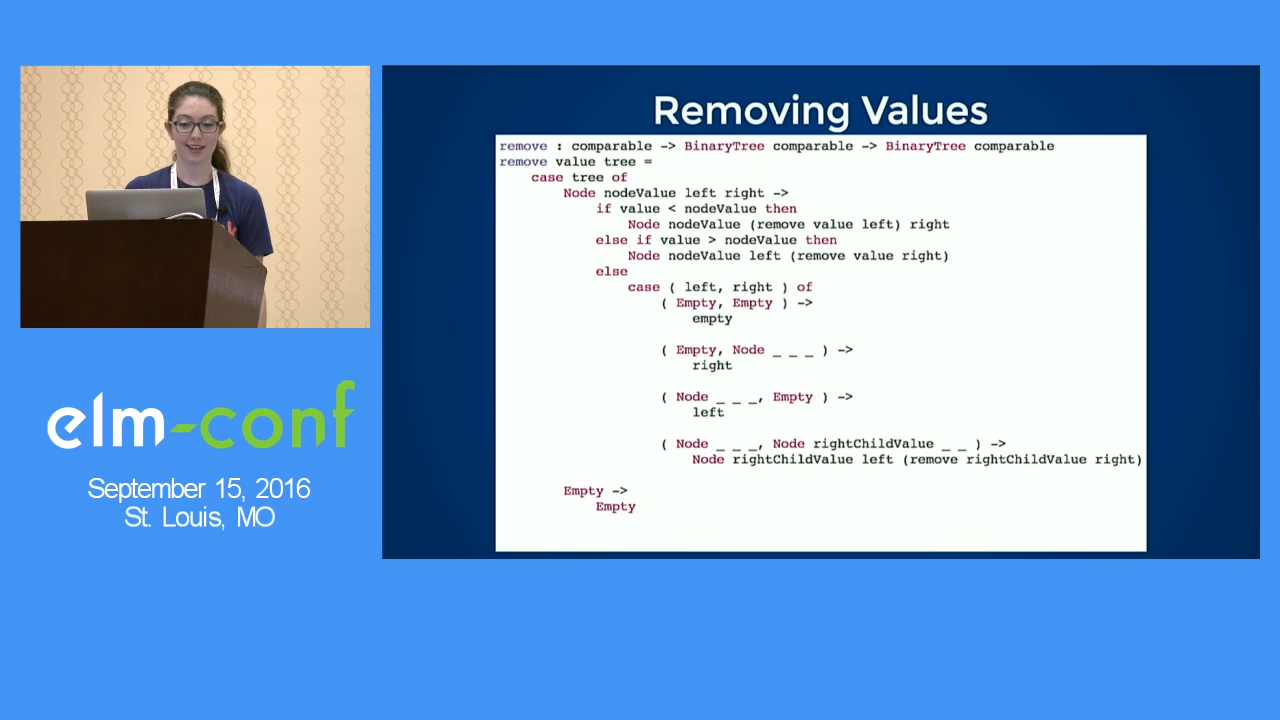 Removing Values
remove : comparable -> BinaryTree comparable -> BinaryTree comparable
remove value tree =
    case tree of
        Node nodeValue left right ->
            if value < nodeValue then
                Node nodeValue (remove value left) right
            else if value > nodeValue then
                Node nodeValue left (remove value right)
            else
                case ( left, right ) of
                    ( Empty, Empty ) ->
                        empty
                    ( Empty, Node _ _ _ ) ->
                        right
                    ( Node _ _ _, Empty ) ->
                        left
                    ( Node _ _ _, Node rightChildValue _ _ ) ->
                        Node rightChildValue left (remove rightChildValue right)
        Empty ->
            Empty
elm-conf
September 15, 2016
St. Louis, MO